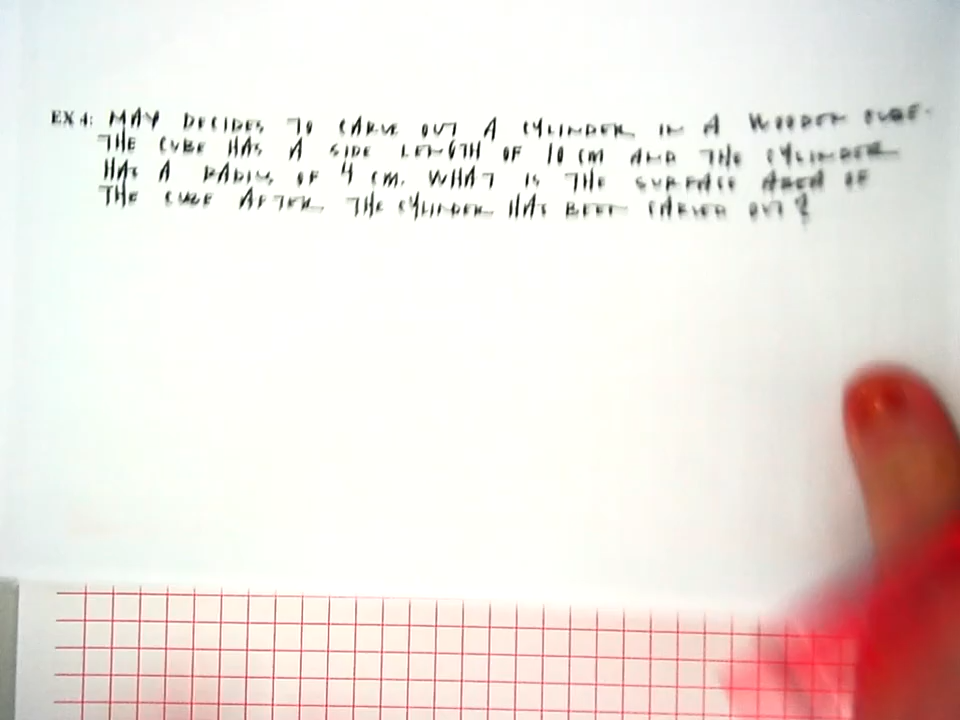 EX 4: MAY DECIDES TO CARVE OUT A CYLINDER IN A WOODEN CUBE.
THE CUBE HAS A SIDE LENGTH OF 10 CM AND THE CYLINDER
HAS A RADIUS OF 4 CM. WHAT IS THE SURFACE AREA OF
THE CUBE AFTER THE CYLINDER HAS BEEN CARVED OUT?